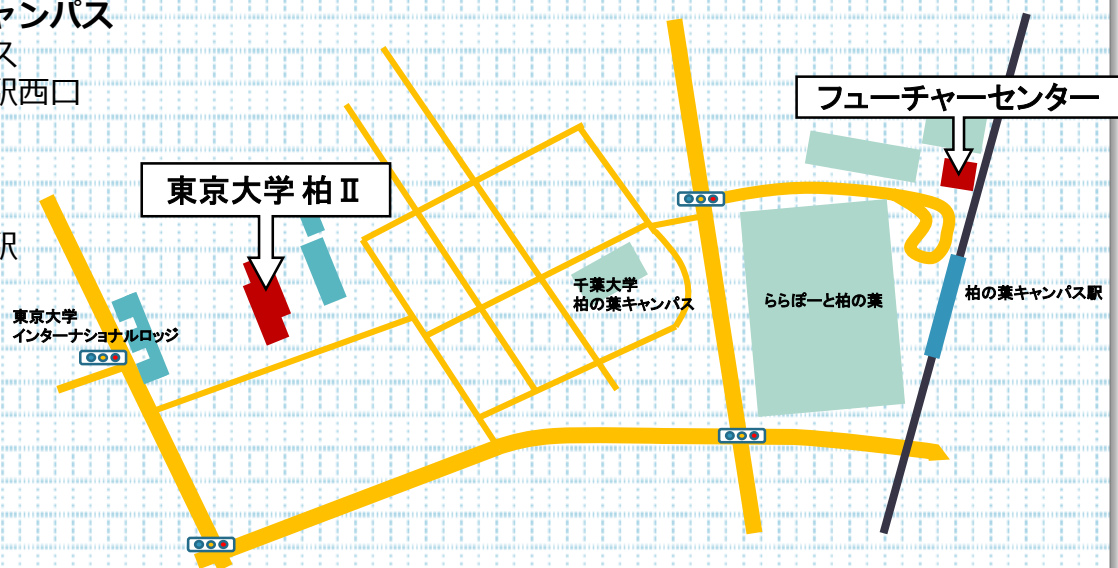 ャンパス
ス
駅西口
駅
フューチャーセンター
東京大学 柏Ⅱ
東京大学
インターナショナルロッジ
千葉大学
柏の葉キャンパス
ららぽーと柏の葉
柏の葉キャンパス駅